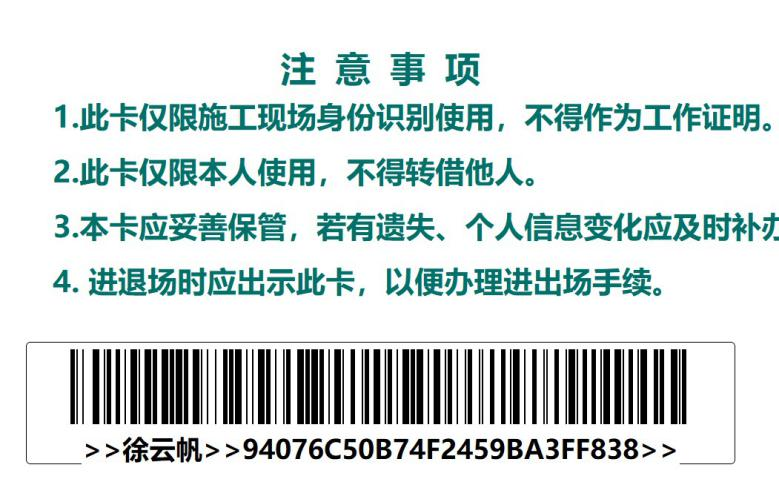 注意事项
1.此卡仅限施工现场身份识别使用，不得作为工作证明。
2.此卡仅限本人使用，不得转借他人。
3.本卡应妥善保管，若有遗失、个人信息变化应及时补办
4. 进退场时应出示此卡，以便办理进出场手续。
>>徐云帆>>94076C50B74F2459BA3FF838>>